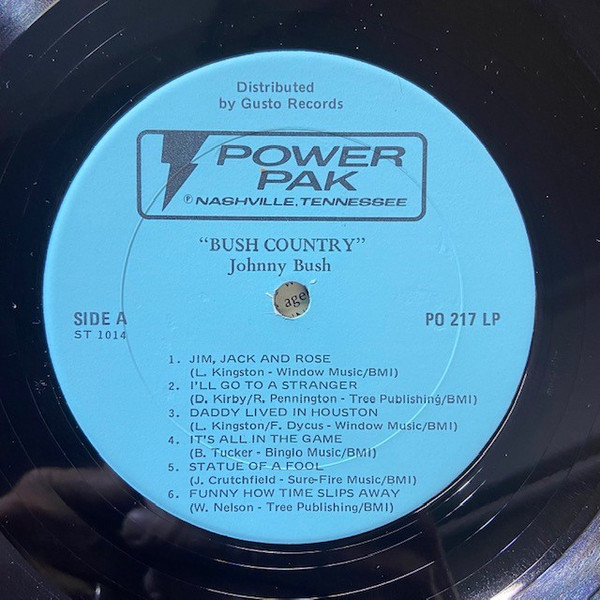 Distributed
by Gusto Records
POWER
PAK
℗ NASHVILLE, TENNESSEE
"BUSH COUNTRY"
Johnny Bush
age
SIDE A
PO 217 LP
ST 1014
1. JIM, JACK AND ROSE
(L. Kingston - Window Music/BMI)
2. I'LL GO TO A STRANGER
(D. Kirby/R. Pennington - Tree Publishing/BMI)
3. DADDY LIVED IN HOUSTON
(L. Kingston/F. Dycus - Window Music/BMI)
4. IT'S ALL IN THE GAME
(B. Tucker - Bingio Music/BMI)
5. STATUE OF A FOOL
(J. Crutchfield - Sure-Fire Music/BMI)
6. FUNNY HOW TIME SLIPS AWAY
(W. Nelson - Tree Publishing/BMI)